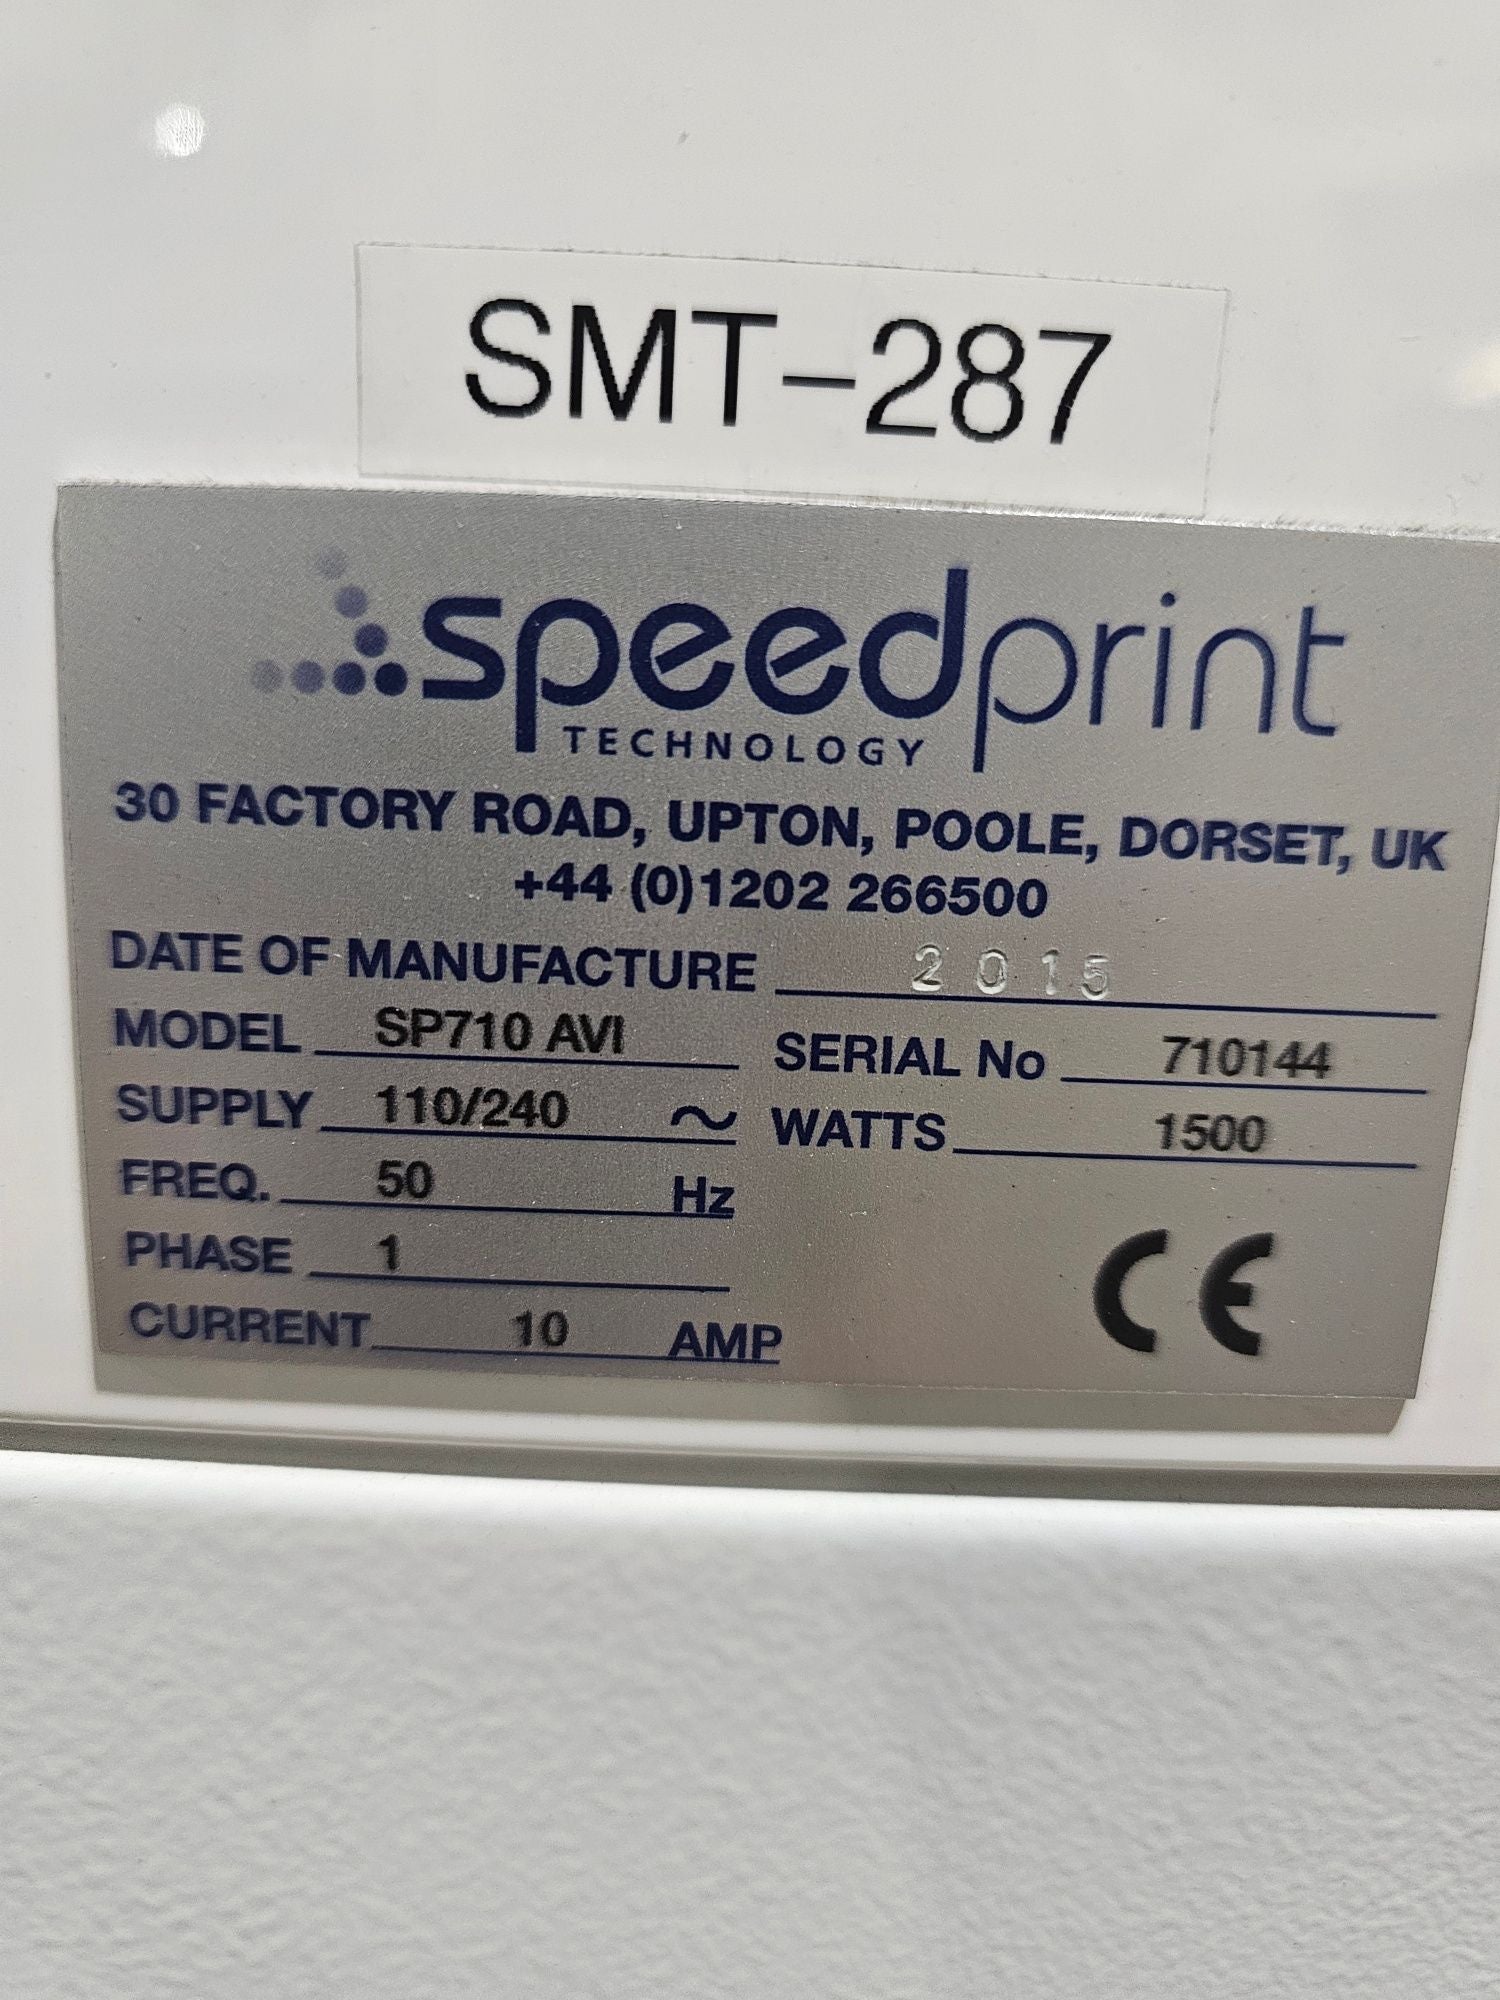 SMT-287
speedprint
TECHNOLOGY
30 FACTORY ROAD, UPTON, POOLE, DORSET, UK
+44 (0)1202 266500
DATE OF MANUFACTURE 2015
MODEL SP710 AVI SERIAL No 710144
SUPPLY 110/240 ~ WATTS 1500
FREQ. 50 Hz
PHASE 1
CURRENT 10 AMP
CE